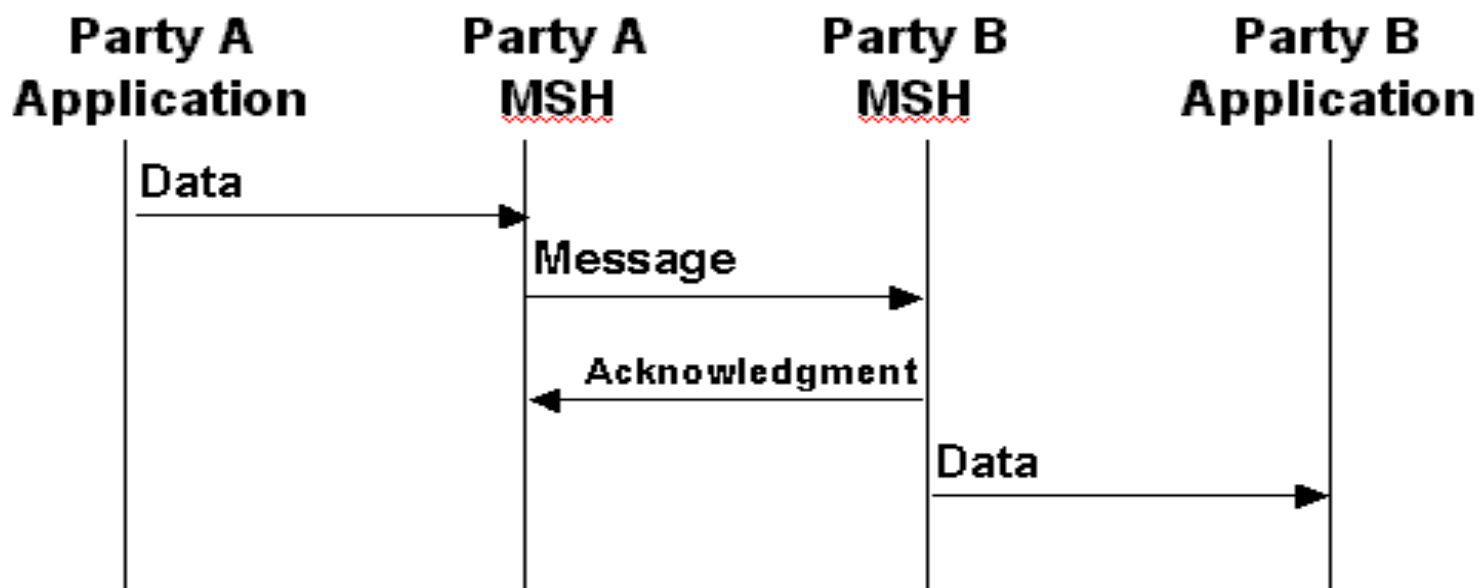 Party A
Application
Party A
MSH
Party B
MSH
Party B
Application
Data
Message
Acknowledgment
Data